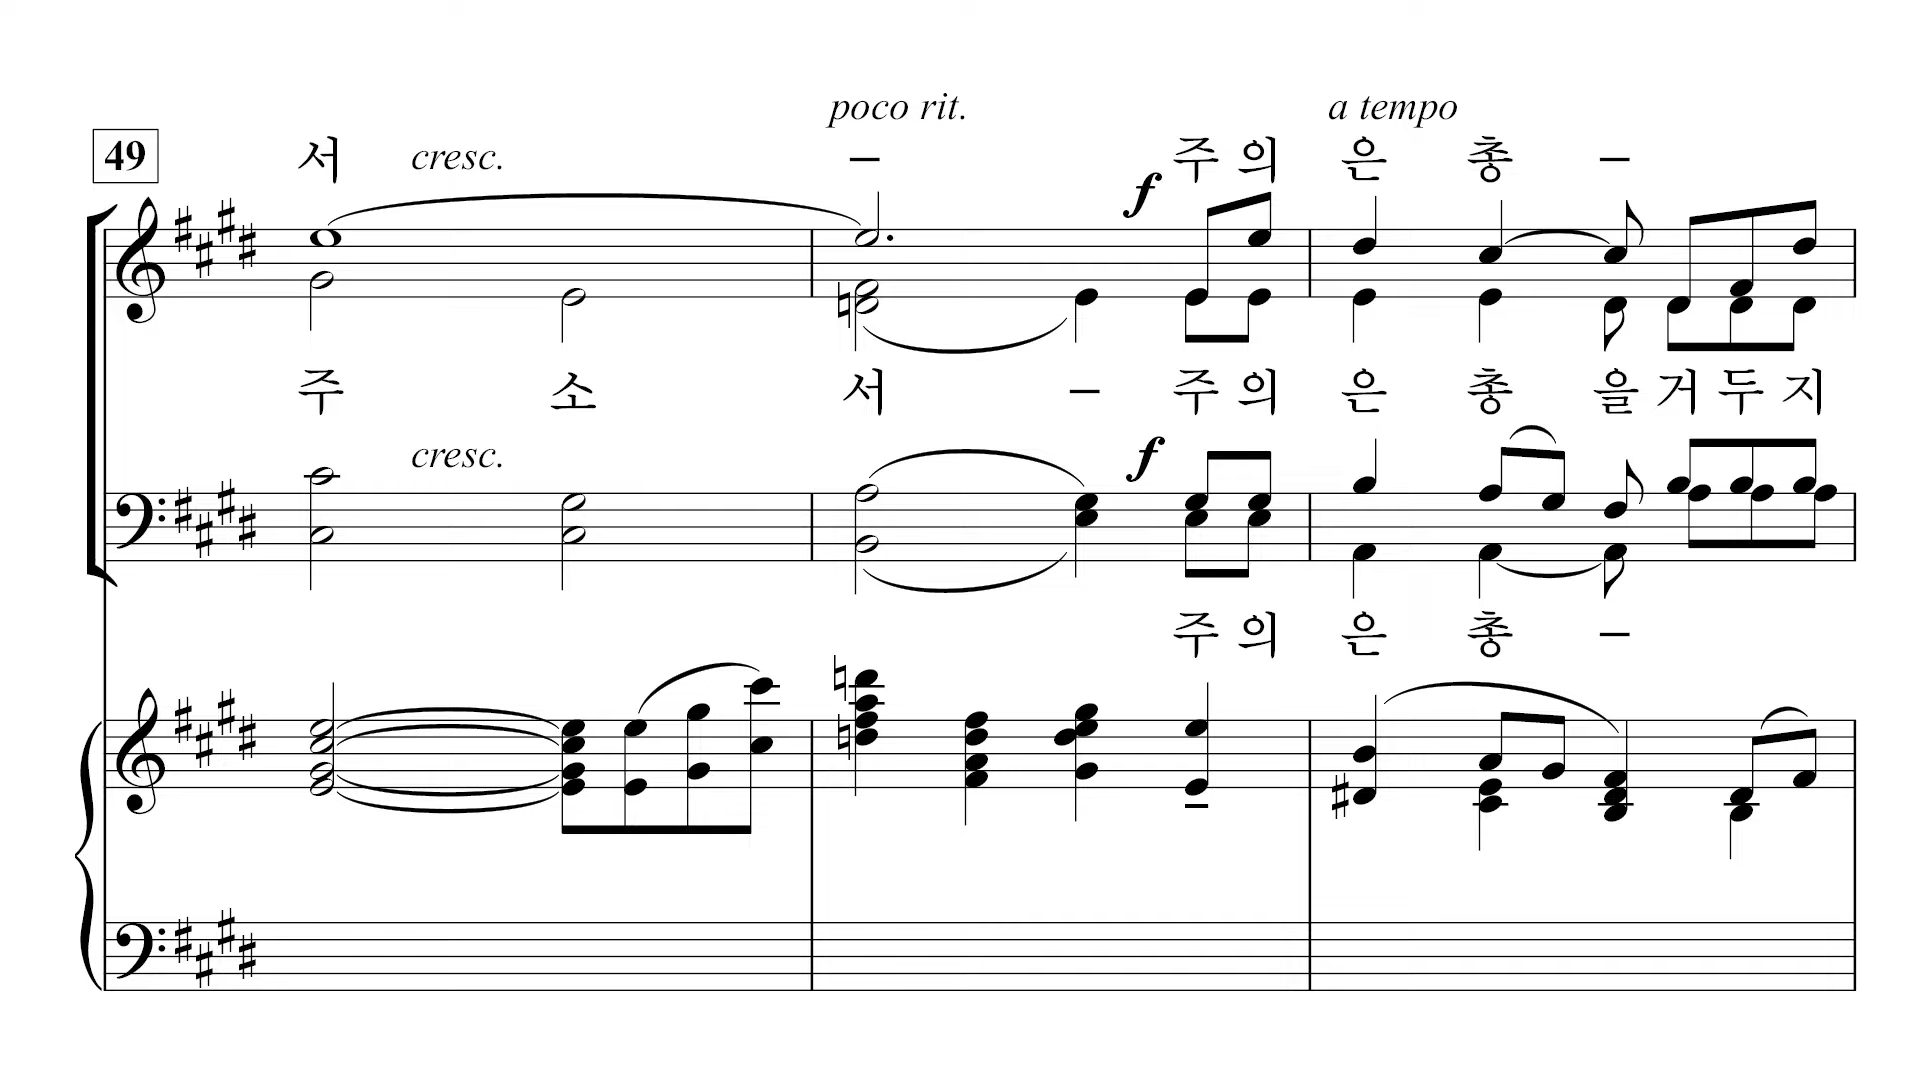 poco rit. a tempo
49 서 cresc. – 주 의 은 총 –
f
주 소 서 – 주 의 은 총 을 거 두 지
cresc. f
주 의 은 총 –